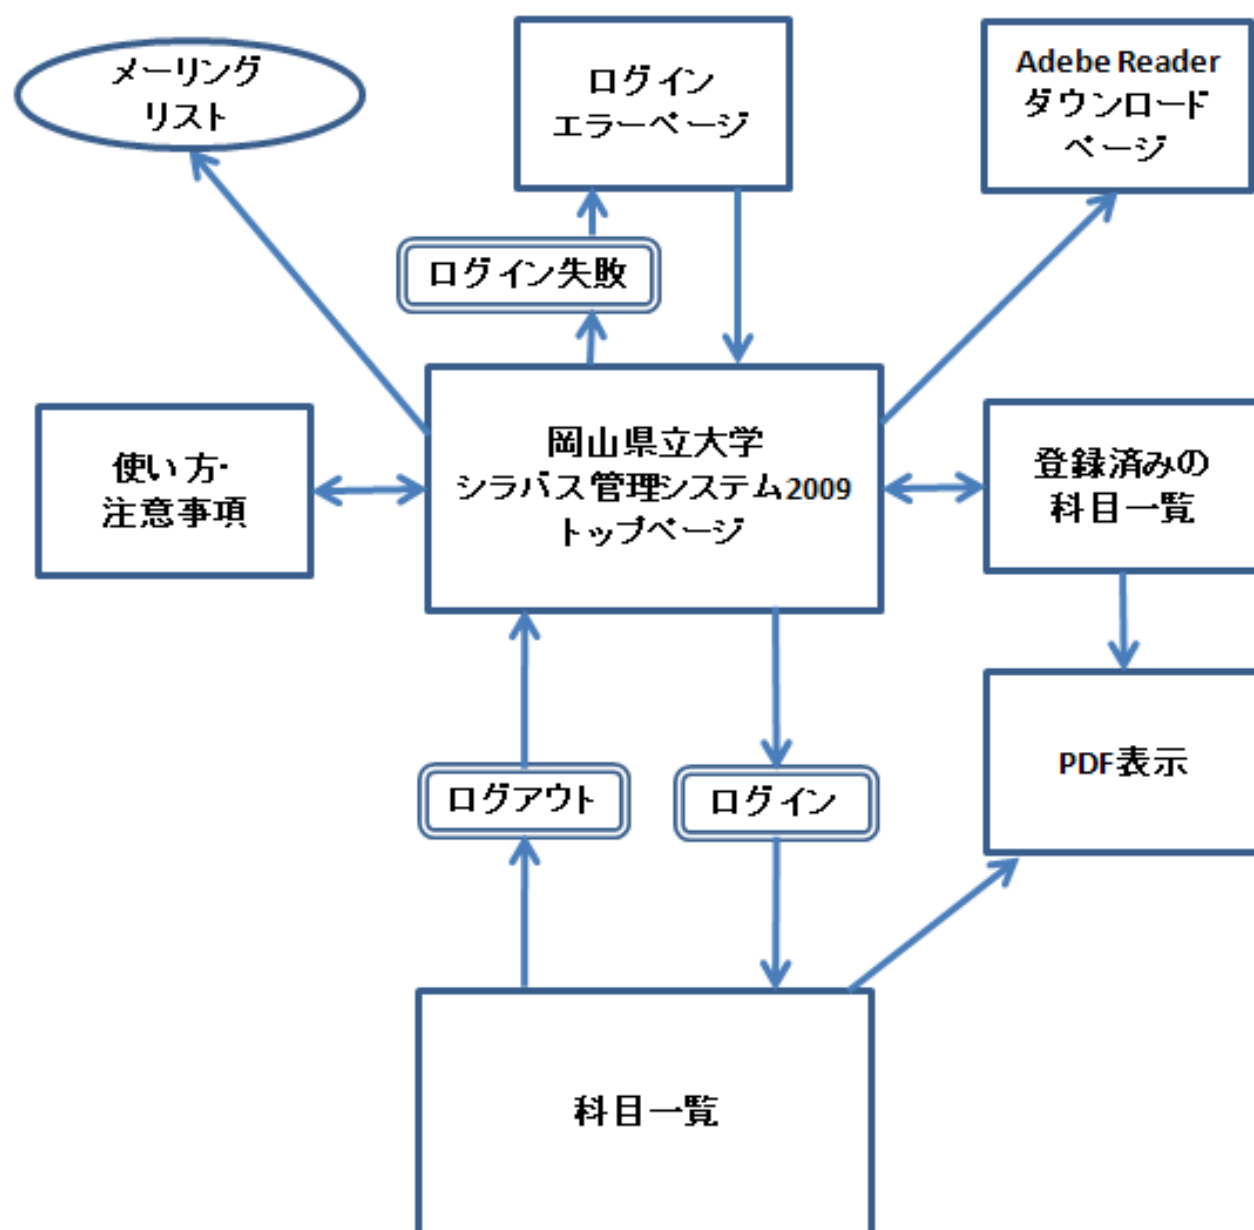 メーリング
リスト
ログイン
エラーページ
Adebe Reader
ダウンロード
ページ
ログイン失敗
使い方・
注意事項
岡山県立大学
シラバス管理システム2009
トップページ
登録済みの
科目一覧
ログアウト
ログイン
PDF表示
科目一覧